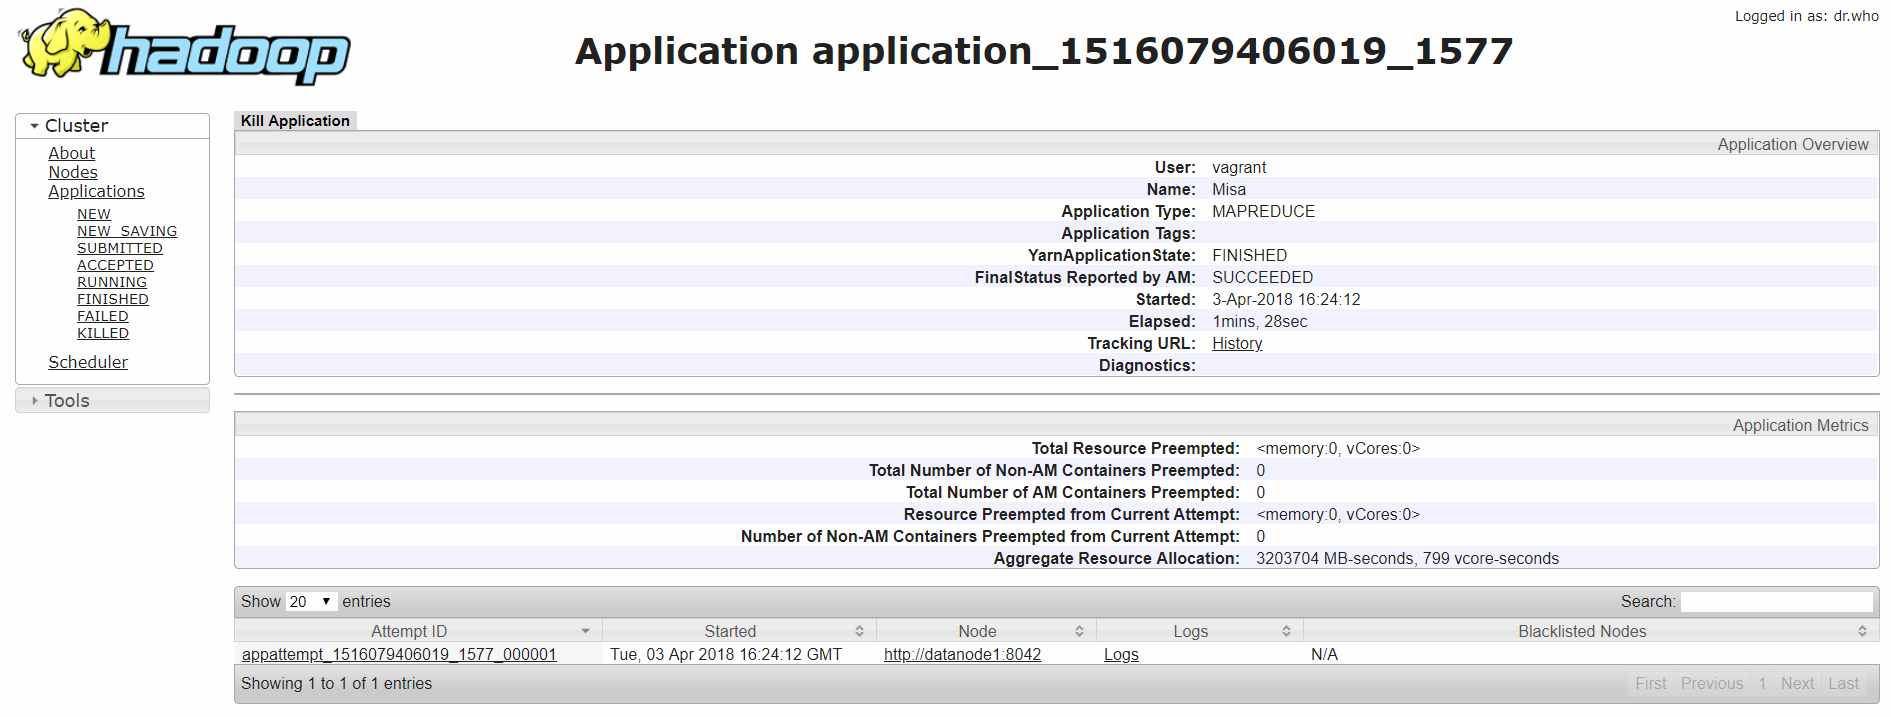 Logged in as: dr.who
hadoop
Application application_1516079406019_1577
Cluster
About
Nodes
Applications
NEW
NEW_SAVING
SUBMITTED
ACCEPTED
RUNNING
FINISHED
FAILED
KILLED
Scheduler
Tools
Kill Application
Application Overview
User: vagrant
Name: Misa
Application Type: MAPREDUCE
Application Tags:
YarnApplicationState: FINISHED
FinalStatus Reported by AM: SUCCEEDED
Started: 3-Apr-2018 16:24:12
Elapsed: 1mins, 28sec
Tracking URL: History
Diagnostics:
Application Metrics
Total Resource Preempted: <memory:0, vCores:0>
Total Number of Non-AM Containers Preempted: 0
Total Number of AM Containers Preempted: 0
Resource Preempted from Current Attempt: <memory:0, vCores:0>
Number of Non-AM Containers Preempted from Current Attempt: 0
Aggregate Resource Allocation: 3203704 MB-seconds, 799 vcore-seconds
Show 20 entries Search:
Attempt ID Started Node Logs Blacklisted Nodes
appattempt_1516079406019_1577_000001 Tue, 03 Apr 2018 16:24:12 GMT http://datanode1:8042 Logs N/A
Showing 1 to 1 of 1 entries First Previous 1 Next Last